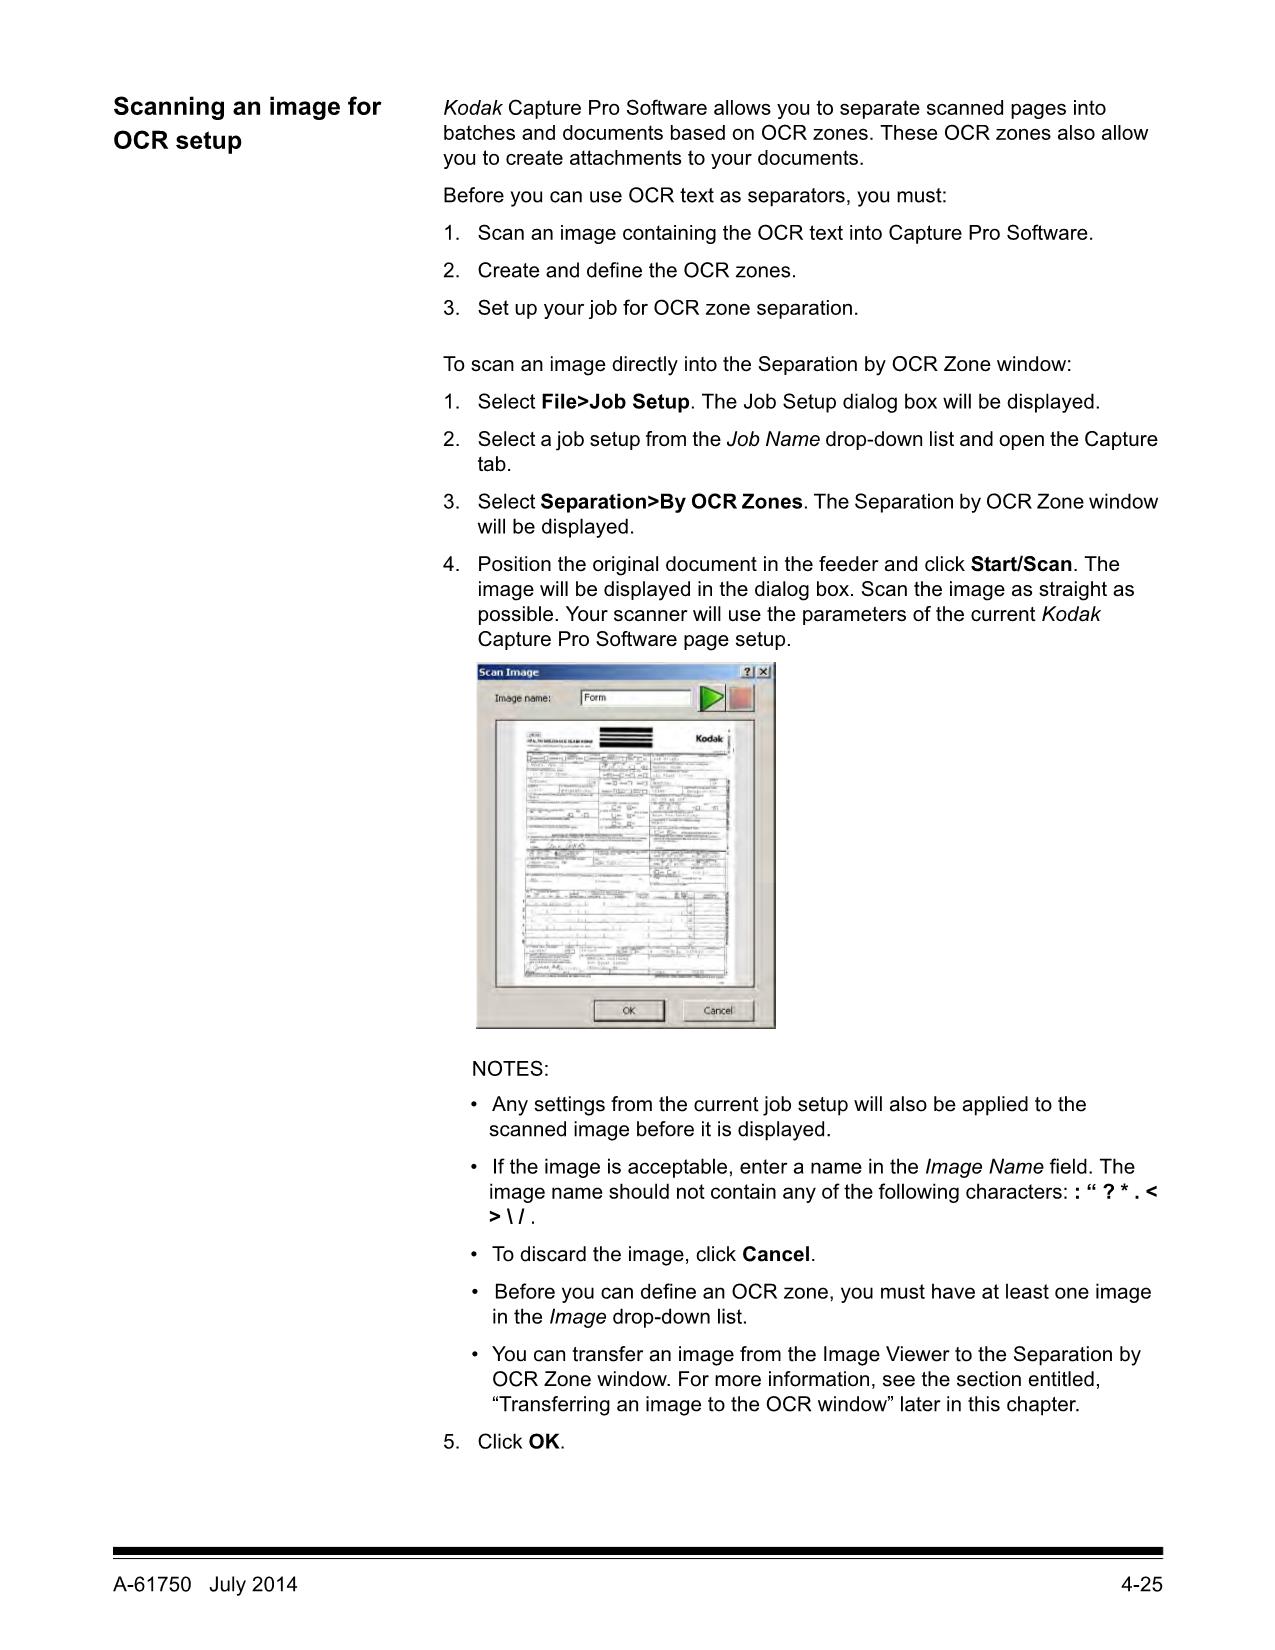 Scanning an image for
OCR setup
Kodak Capture Pro Software allows you to separate scanned pages into
batches and documents based on OCR zones. These OCR zones also allow
you to create attachments to your documents.
Before you can use OCR text as separators, you must:
1. Scan an image containing the OCR text into Capture Pro Software.
2. Create and define the OCR zones.
3. Set up your job for OCR zone separation.
To scan an image directly into the Separation by OCR Zone window:
1. Select File>Job Setup. The Job Setup dialog box will be displayed.
2. Select a job setup from the Job Name drop-down list and open the Capture
tab.
3. Select Separation>By OCR Zones. The Separation by OCR Zone window
will be displayed.
4. Position the original document in the feeder and click Start/Scan. The
image will be displayed in the dialog box. Scan the image as straight as
possible. Your scanner will use the parameters of the current Kodak
Capture Pro Software page setup.
Scan Image
Image name: Form
Kodak
OK Cancel
NOTES:
• Any settings from the current job setup will also be applied to the
scanned image before it is displayed.
• If the image is acceptable, enter a name in the Image Name field. The
image name should not contain any of the following characters: : “ ? * . <
> \ / .
• To discard the image, click Cancel.
• Before you can define an OCR zone, you must have at least one image
in the Image drop-down list.
• You can transfer an image from the Image Viewer to the Separation by
OCR Zone window. For more information, see the section entitled,
“Transferring an image to the OCR window” later in this chapter.
5. Click OK.
A-61750 July 2014
4-25